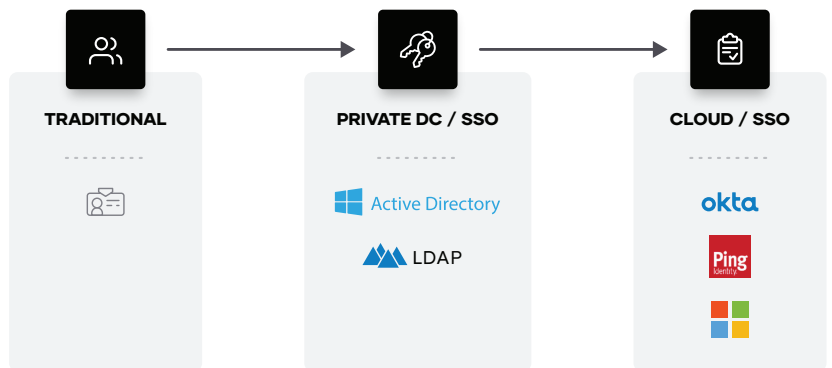 TRADITIONAL
PRIVATE DC / SSO
Active Directory
LDAP
CLOUD / SSO
okta
Ping
Identity